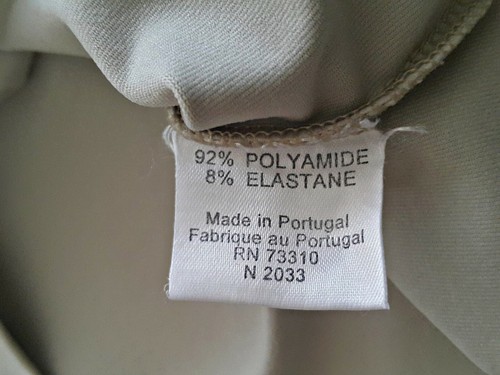 92% POLYAMIDE
8% ELASTANE
Made in Portugal
Fabrique au Portugal
RN 73310
N 2033